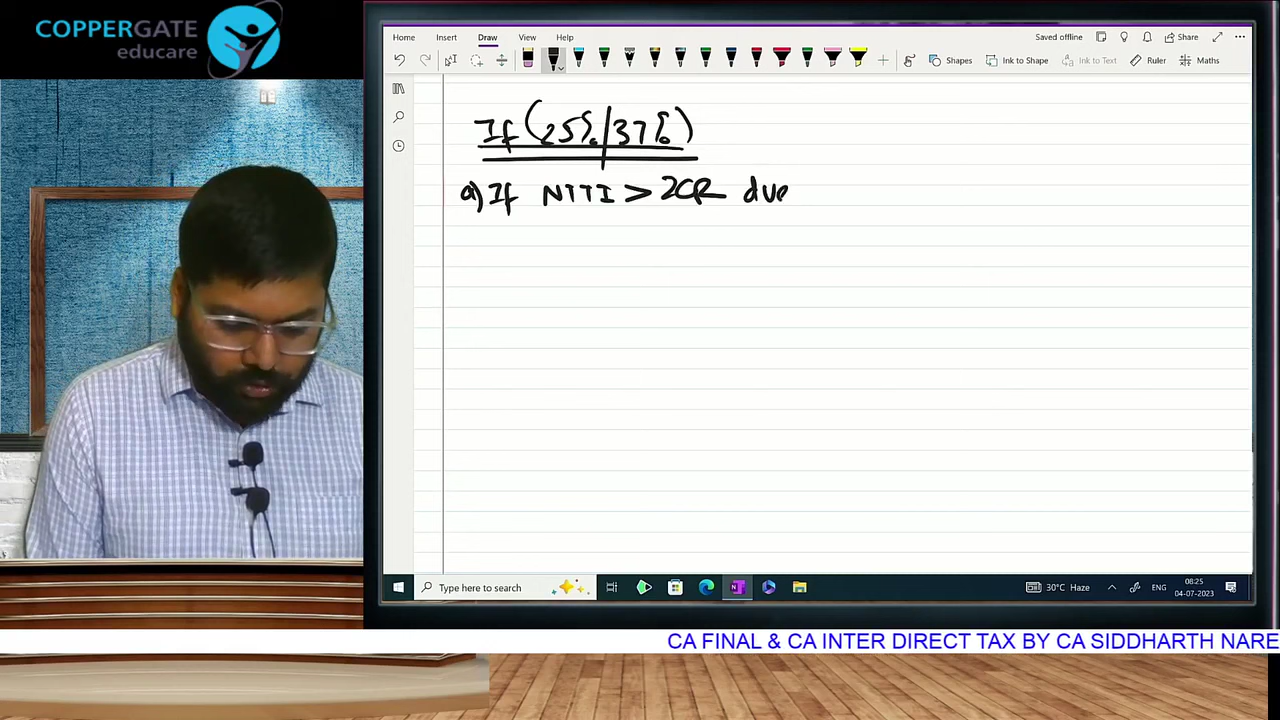 COPPERGATE
educare
Home Insert Draw View Help
Saved offline
Share
Shapes
Ink to Shape
Ink to Text
Ruler
Maths
If (25%/37%)
a) If NTTI > 2CR due
Type here to search
30°C Haze
ENG
08:25
04-07-2023
CA FINAL & CA INTER DIRECT TAX BY CA SIDDHARTH NARE